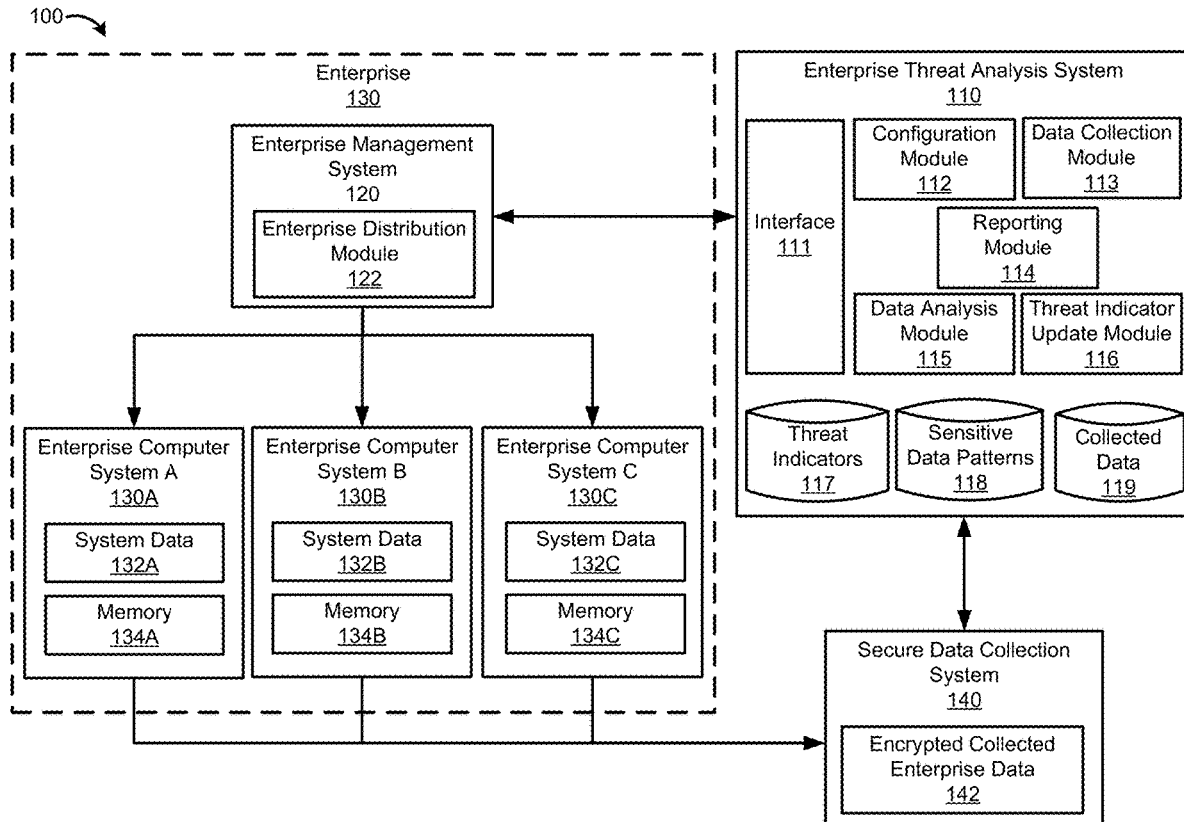 100
Enterprise
130
Enterprise Management
System
120
Enterprise Distribution
Module
122
Enterprise Computer
System A
130A
System Data
132A
Memory
134A
Enterprise Computer
System B
130B
System Data
132B
Memory
134B
Enterprise Computer
System C
130C
System Data
132C
Memory
134C
Enterprise Threat Analysis System
110
Interface
111
Configuration
Module
112
Data Collection
Module
113
Reporting
Module
114
Data Analysis
Module
115
Threat Indicator
Update Module
116
Threat
Indicators
117
Sensitive
Data Patterns
118
Collected
Data
119
Secure Data Collection
System
140
Encrypted Collected
Enterprise Data
142